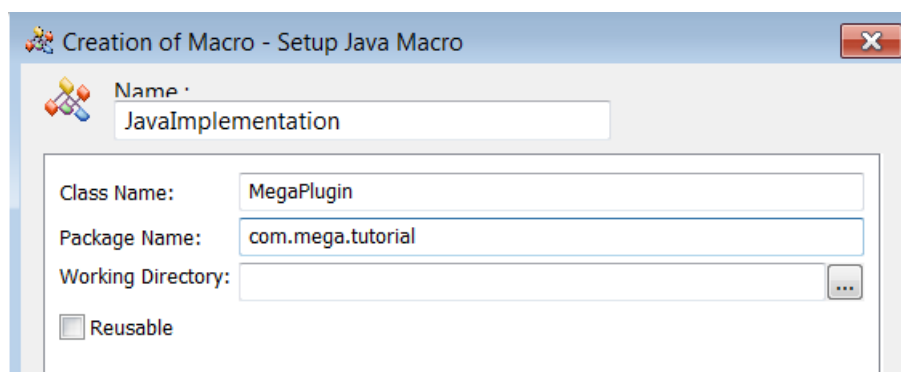 Creation of Macro - Setup Java Macro
Name :
JavaImplementation
Class Name: MegaPlugin
Package Name: com.mega.tutorial
Working Directory: ...
Reusable